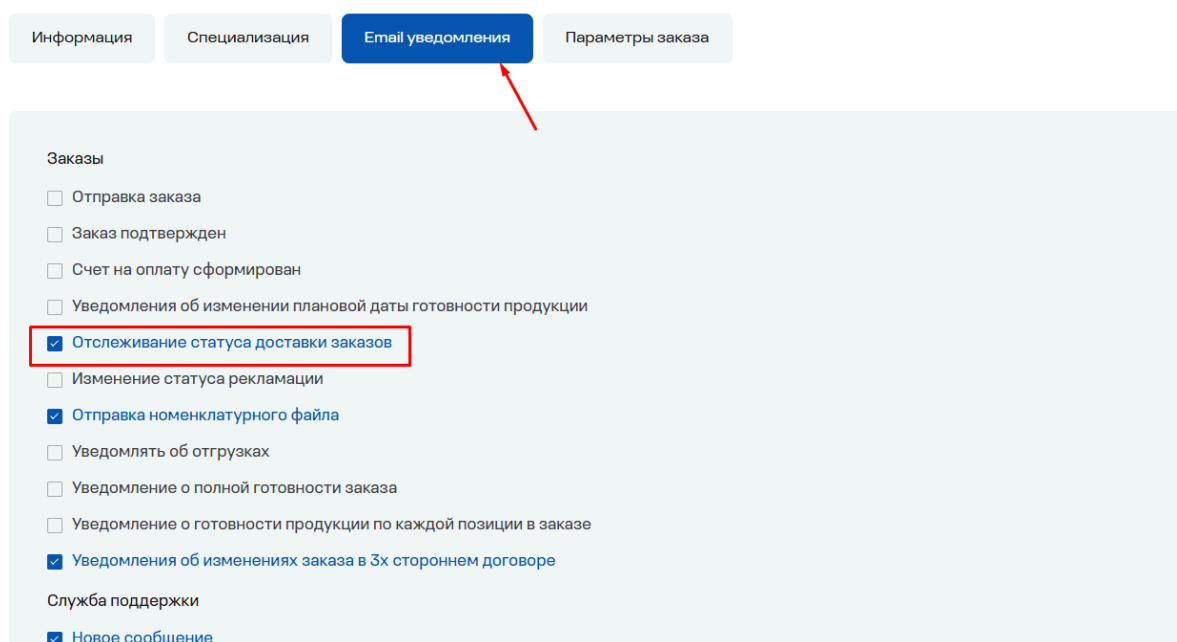 Информация Специализация Email уведомления Параметры заказа
Заказы
Отправка заказа
Заказ подтвержден
Счет на оплату сформирован
Уведомления об изменении плановой даты готовности продукции
Отслеживание статуса доставки заказов
Изменение статуса рекламации
Отправка номенклатурного файла
Уведомлять об отгрузках
Уведомление о полной готовности заказа
Уведомление о готовности продукции по каждой позиции в заказе
Уведомления об изменениях заказа в 3х стороннем договоре
Служба поддержки
Новое сообщение